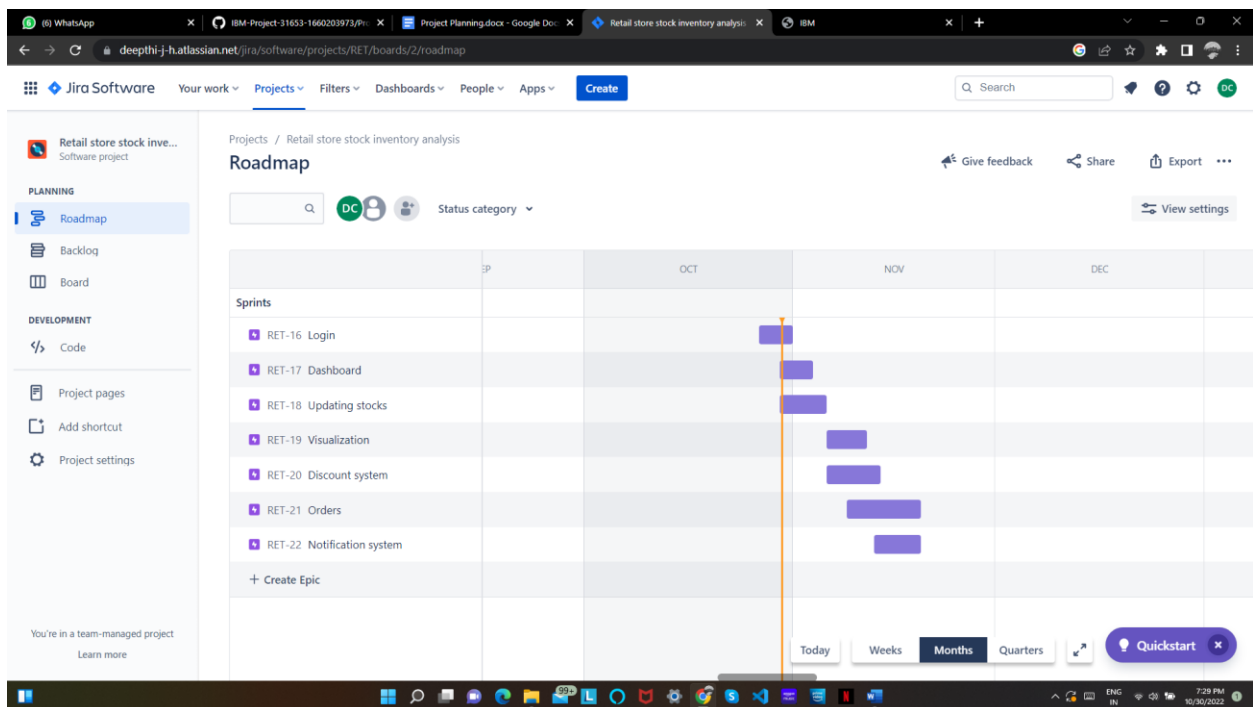 (6) WhatsApp
IBM-Project-31653-1660203973/Pro
Project Planning.docx - Google Doc
Retail store stock inventory analysis
IBM
deepthi-j-h.atlassian.net/jira/software/projects/RET/boards/2/roadmap
Jira Software Your work Projects Filters Dashboards People Apps Create Search DC
Retail store stock inve...
Software project
PLANNING
Roadmap
Backlog
Board
DEVELOPMENT
Code
Project pages
Add shortcut
Project settings
You're in a team-managed project
Learn more
Projects / Retail store stock inventory analysis
Roadmap
Give feedback Share Export
DC Status category View settings
EP OCT NOV DEC
Sprints
RET-16 Login
RET-17 Dashboard
RET-18 Updating stocks
RET-19 Visualization
RET-20 Discount system
RET-21 Orders
RET-22 Notification system
+ Create Epic
Today Weeks Months Quarters Quickstart
99+
ENG
IN
7:29 PM
10/30/2022